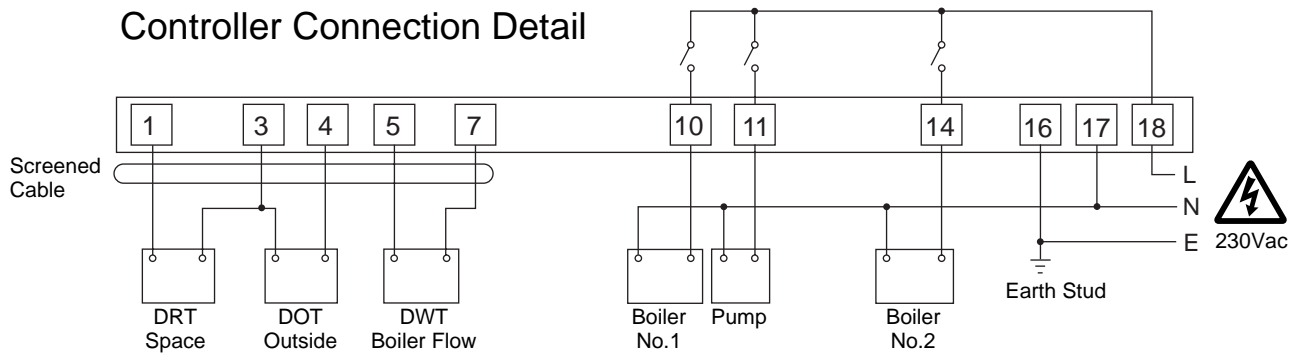 Controller Connection Detail
1 3 4 5 7 10 11 14 16 17 18
Screened
Cable
L
N
E
230Vac
Earth Stud
DRT
Space
DOT
Outside
DWT
Boiler Flow
Boiler
No.1
Pump
Boiler
No.2